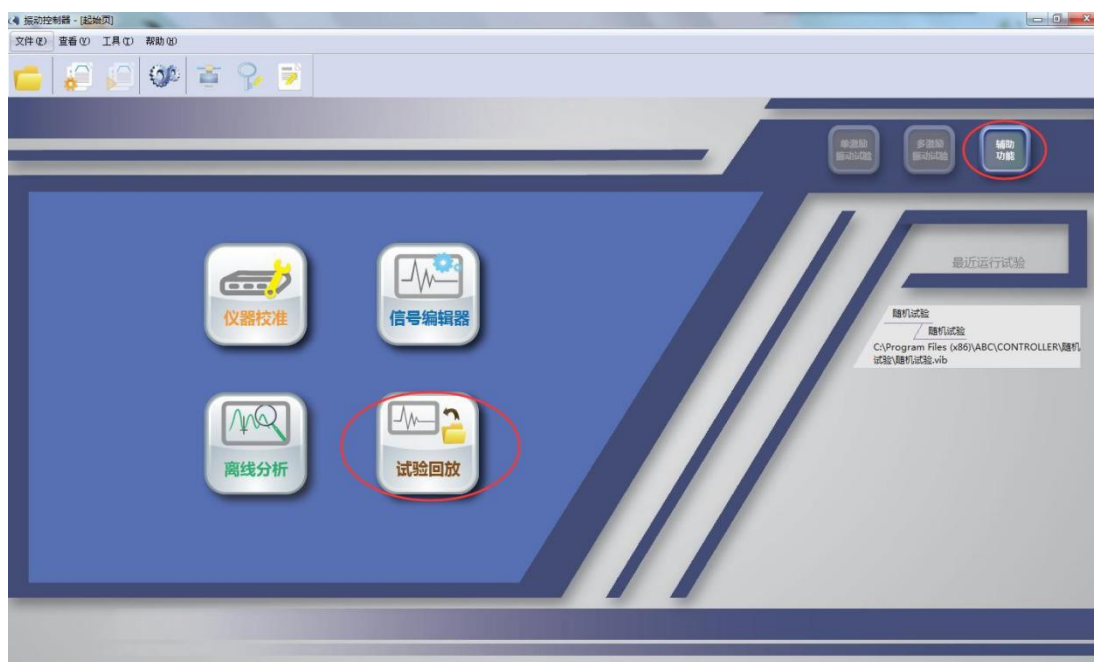 振动控制器 - [起始页]
文件(F) 查看(V) 工具(T) 帮助(H)
单激励
振动试验
多激励
振动试验
辅助
功能
仪器校准
信号编辑器
离线分析
试验回放
最近运行试验
随机试验
随机试验
C:\Program Files (x86)\ABC\CONTROLLER\随机
试验\随机试验.vib